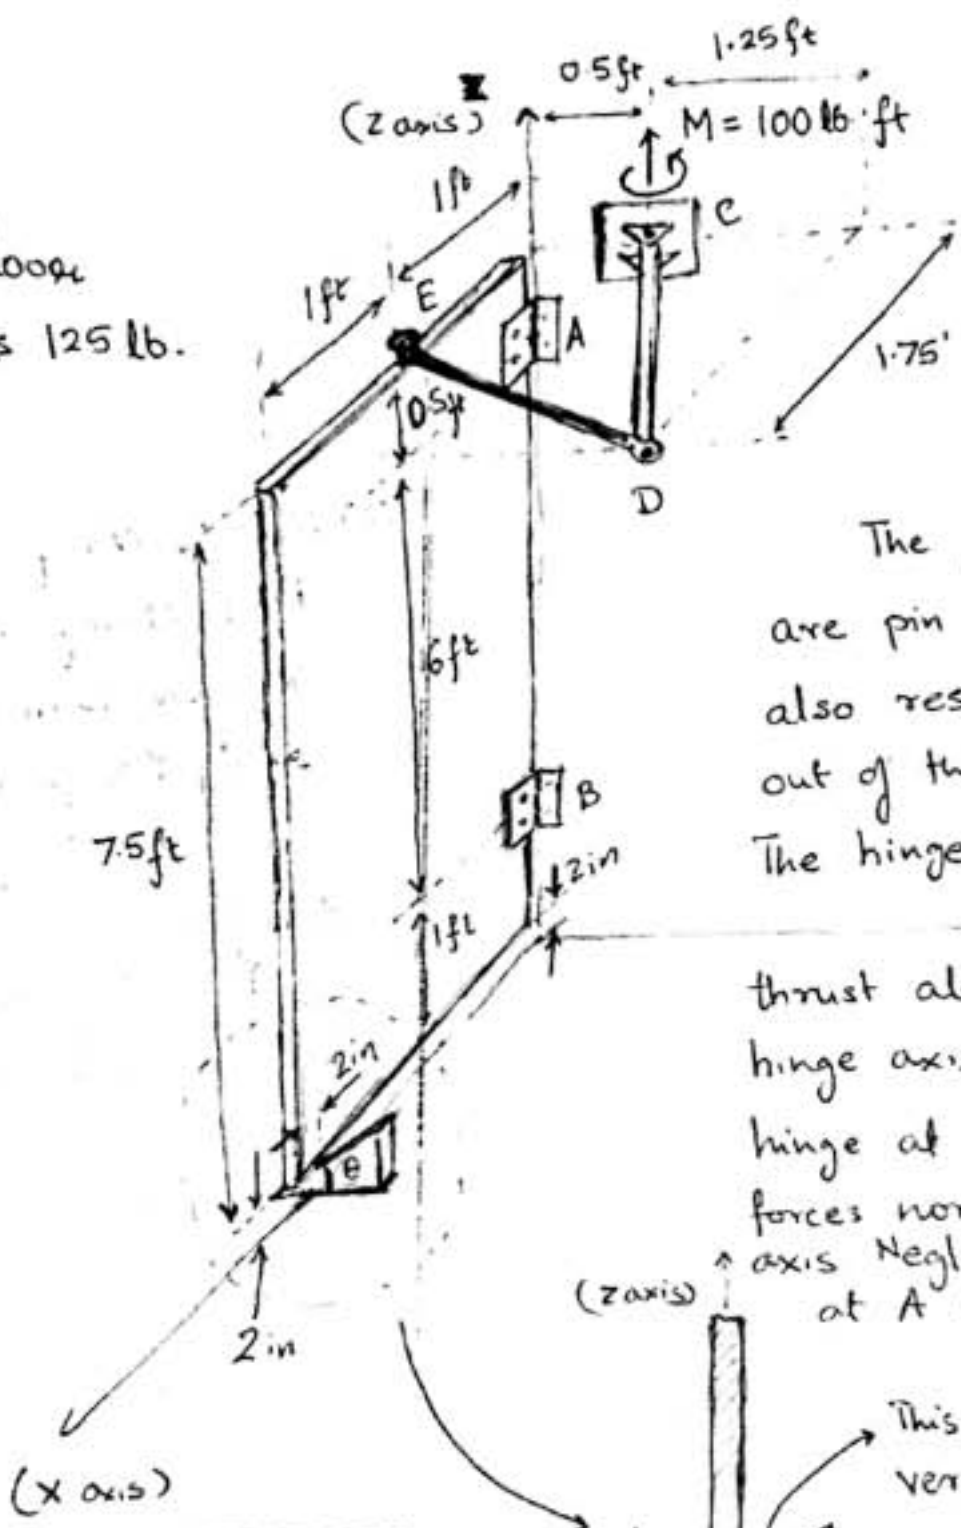 1.25ft
0.5ft
(z axis)
M = 100 lb·ft
1ft
C
1ft
E
s 125 lb.
A
1.75'
0.5ft
D
The
are pin
6ft
also res
out of th
B
7.5ft
The hinge
2in
1ft
thrust al
2in
hinge axi
hinge at
θ
forces nor
axis Negl
(z axis)
at A
2in
This
ver
(x axis)